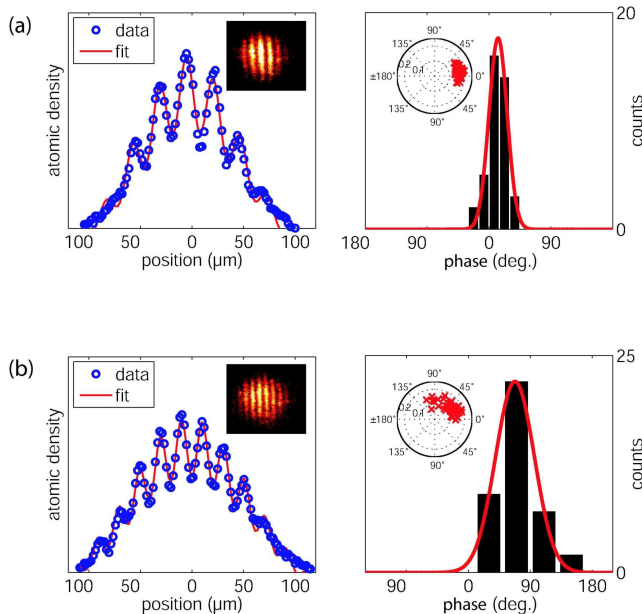 (a)
data
fit
atomic density
100 50 0 50 100
position (µm)
90°
135° 45°
0.2
0.1
±180° 0°
135° 45°
90°
20
counts
0
180 90 0 90
phase (deg.)
(b)
data
fit
atomic density
100 50 0 50 100
position (µm)
90°
135° 45°
0.2
0.1
±180° 0°
135° 45°
90°
25
counts
0
90 0 90 180
phase (deg.)